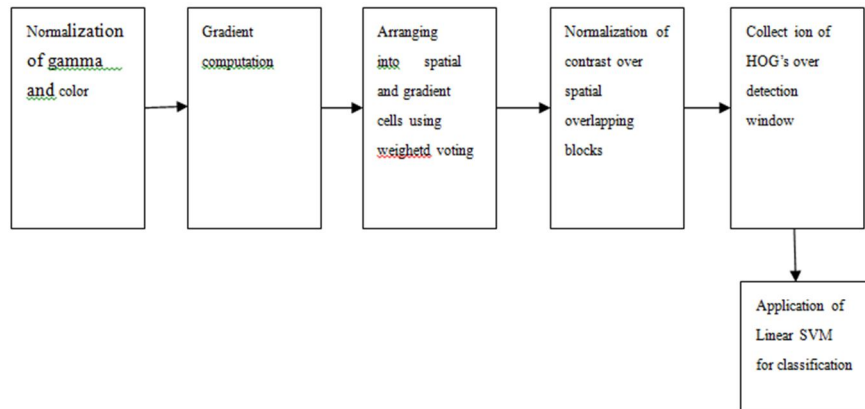 Normalization
of gamma
and color
Gradient
computation
Arranging
into spatial
and gradient
cells using
weighetd voting
Normalization of
contrast over
spatial
overlapping
blocks
Collect ion of
HOG's over
detection
window
Application of
Linear SVM
for classification